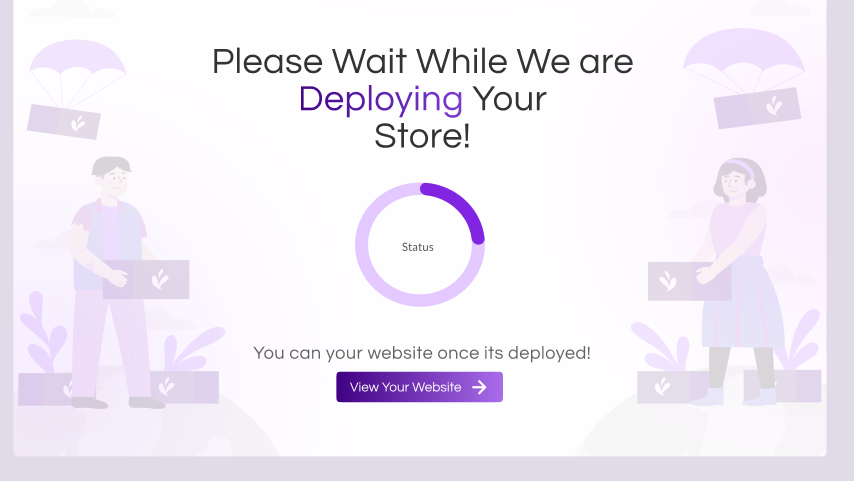 Please Wait While We are
Deploying Your
Store!
Status
You can your website once its deployed!
View Your Website